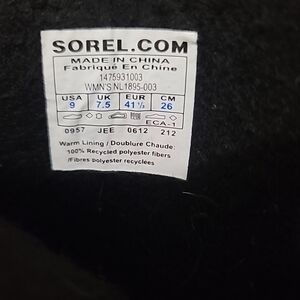 SOREL.COM
MADE IN CHINA
Fabriqué En Chine
1475931003
WMN'S NL1895-003
USA UK EUR CM
9 7.5 41½ 26
ECA-1
0957 JEE 0612 212
Warm Lining / Doublure Chaude:
100% Recycled polyester fibers
/Fibres polyester recyclées